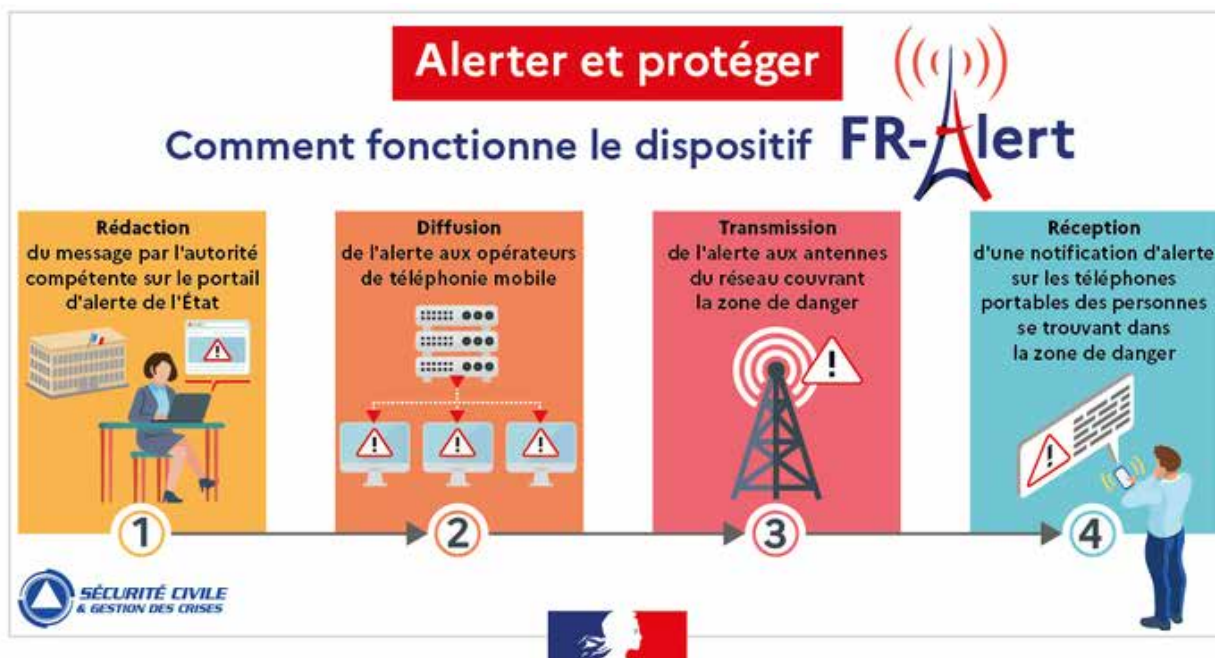 Alerter et protéger
Comment fonctionne le dispositif FR-Alert
Rédaction
du message par l'autorité
compétente sur le portail
d'alerte de l'État
Diffusion
de l'alerte aux opérateurs
de téléphonie mobile
Transmission
de l'alerte aux antennes
du réseau couvrant
la zone de danger
Réception
d'une notification d'alerte
sur les téléphones
portables des personnes
se trouvant dans
la zone de danger
1
2
3
4
SÉCURITÉ CIVILE
& GESTION DES CRISES